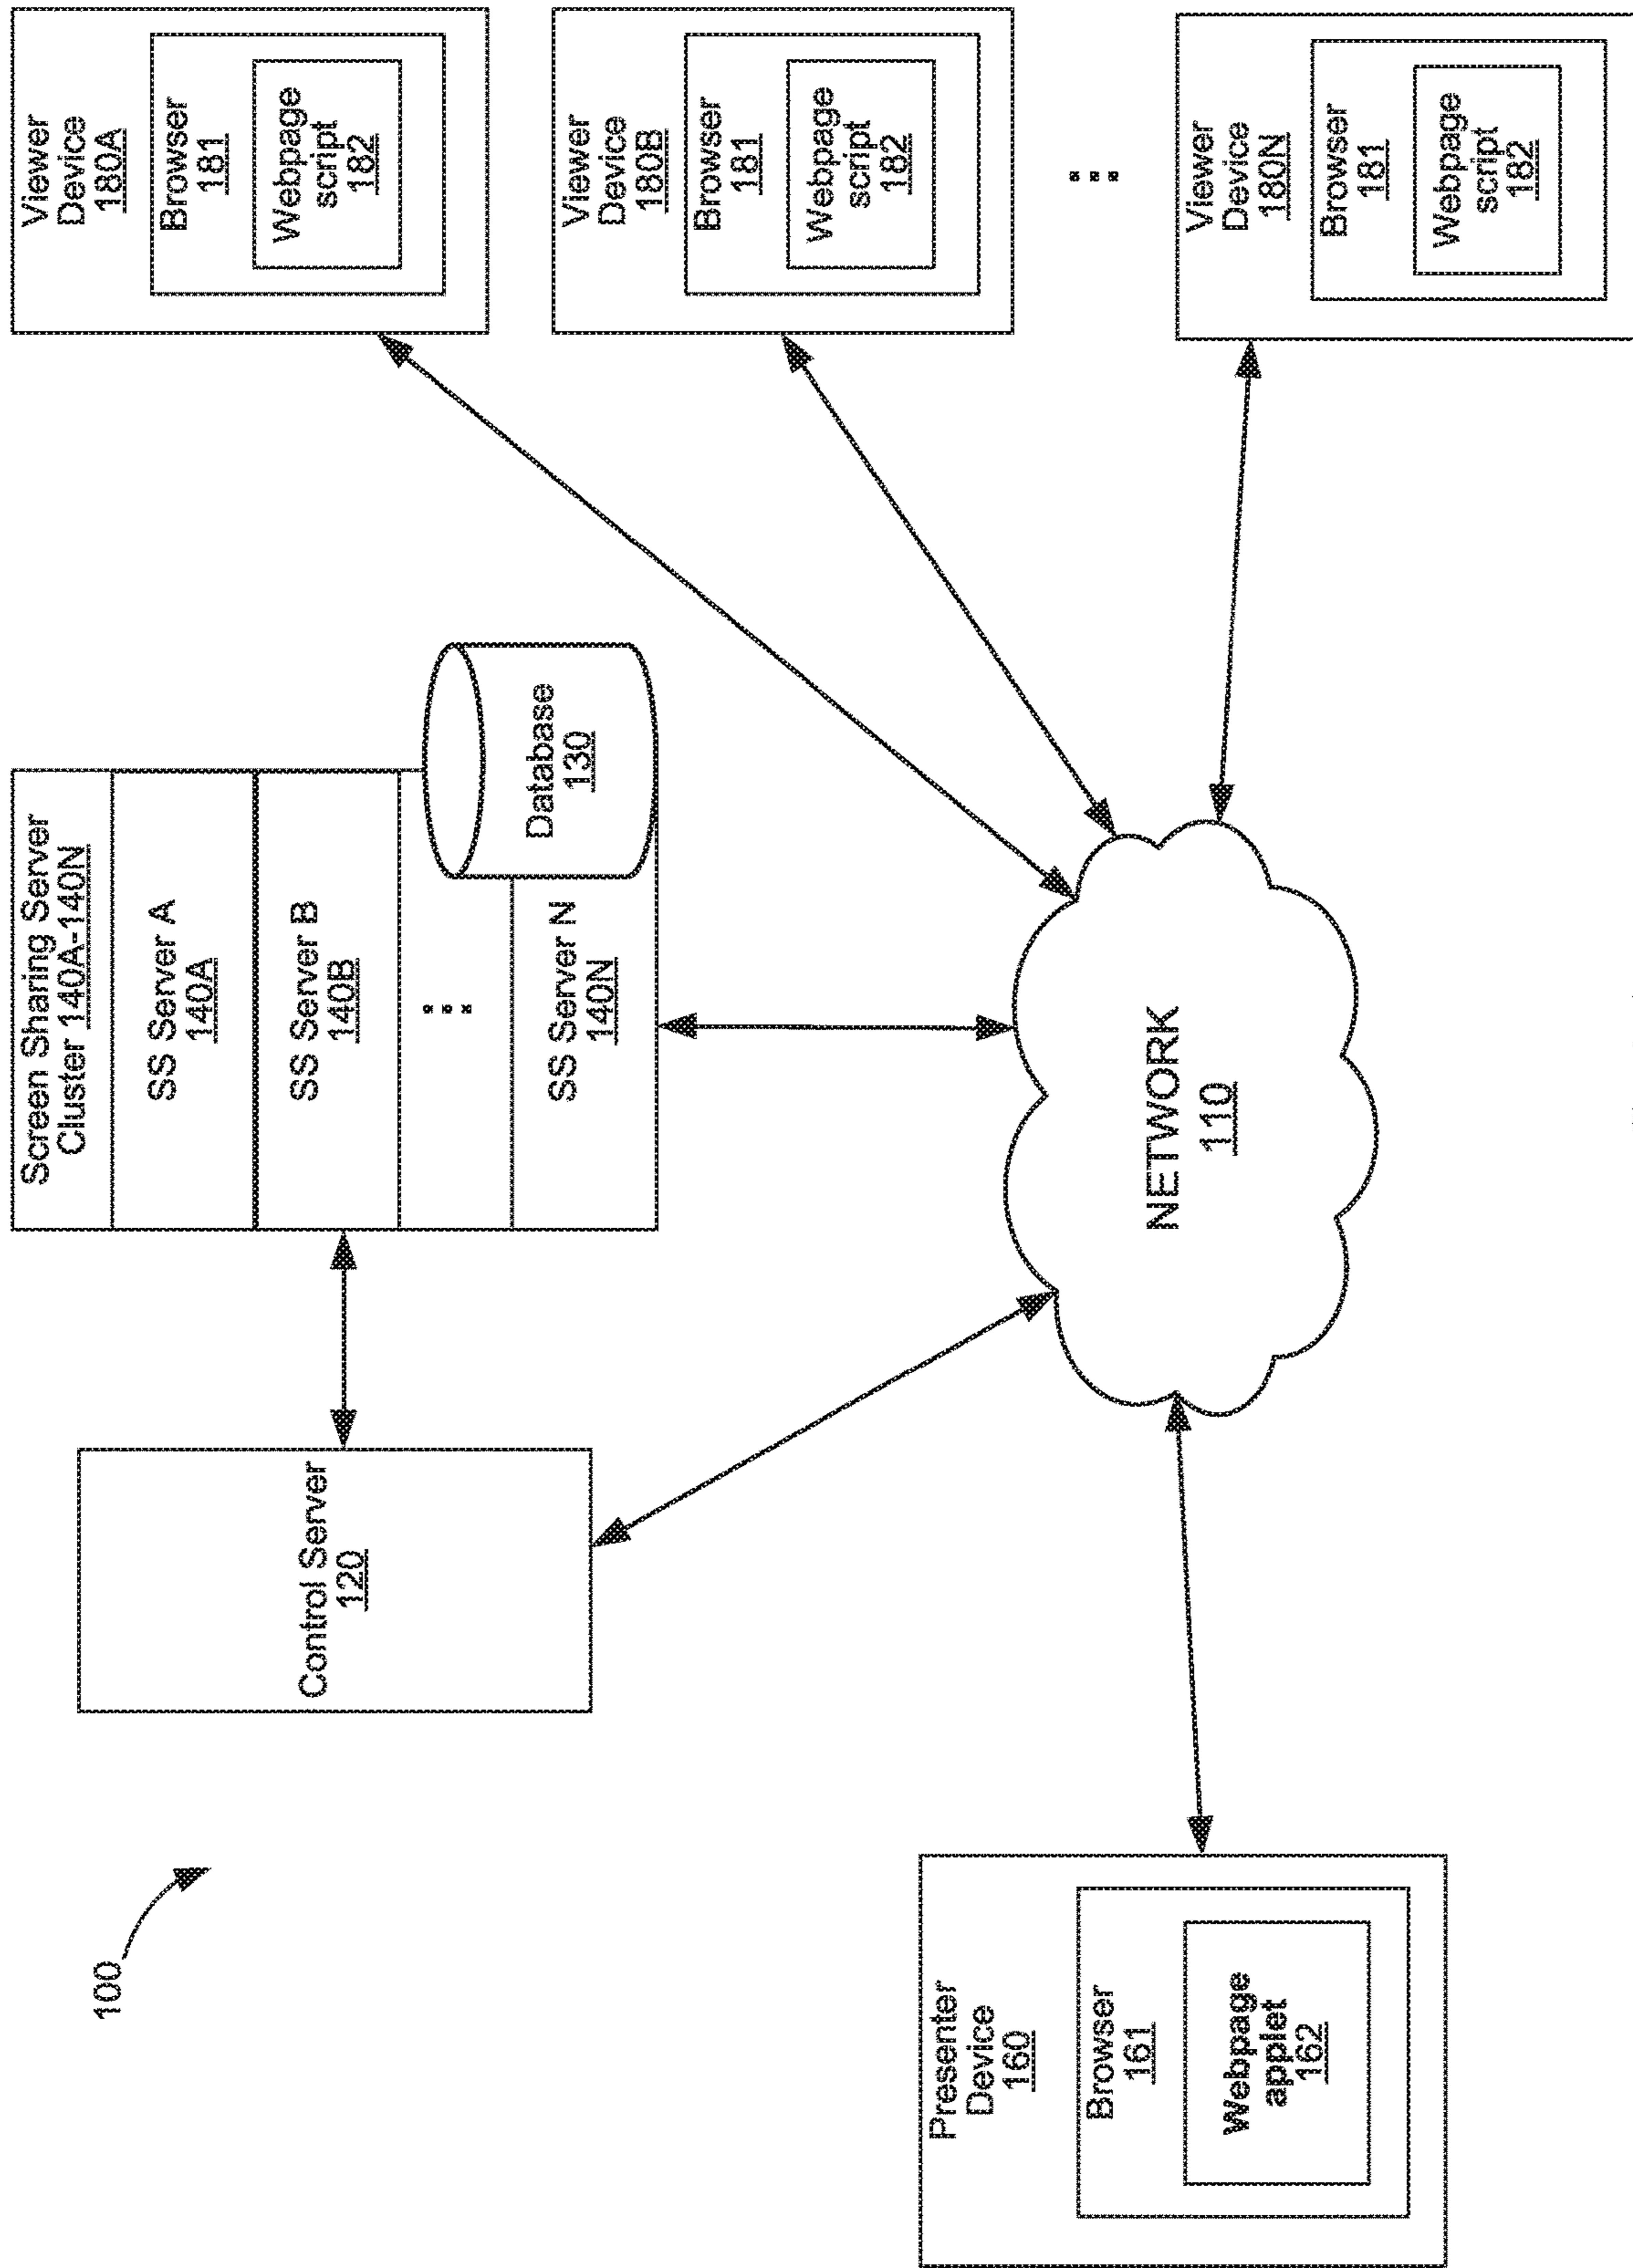 100
Control Server
120
Screen Sharing Server
Cluster 140A-140N
SS Server A
140A
SS Server B
140B
...
SS Server N
140N
Database
130
Viewer
Device
180A
Browser
181
Webpage
script
182
Viewer
Device
180B
Browser
181
Webpage
script
182
...
Viewer
Device
180N
Browser
181
Webpage
script
182
NETWORK
110
Presenter
Device
160
Browser
161
Webpage
applet
162